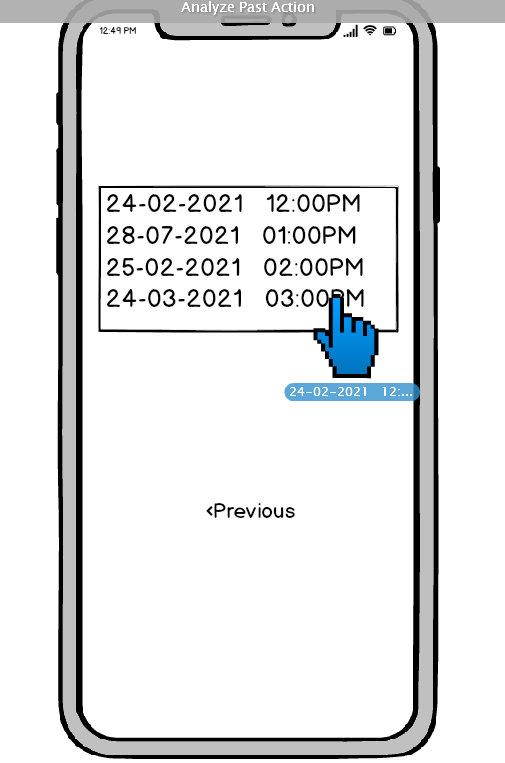 Analyze Past Action
12:49 PM
24-02-2021 12:00PM
28-07-2021 01:00PM
25-02-2021 02:00PM
24-03-2021 03:00PM
24-02-2021 12:...
<Previous